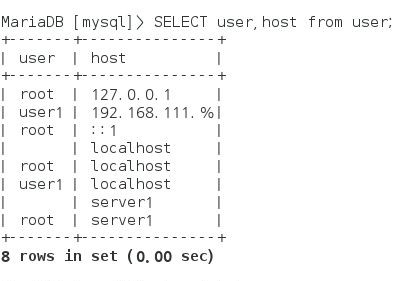 MariaDB [mysql]> SELECT user,host from user;
+-------+---------------+
| user  | host          |
+-------+---------------+
| root  | 127.0.0.1     |
| user1 | 192.168.111.% |
| root  | ::1           |
|       | localhost     |
| root  | localhost     |
| user1 | localhost     |
|       | server1       |
| root  | server1       |
+-------+---------------+
8 rows in set (0.00 sec)